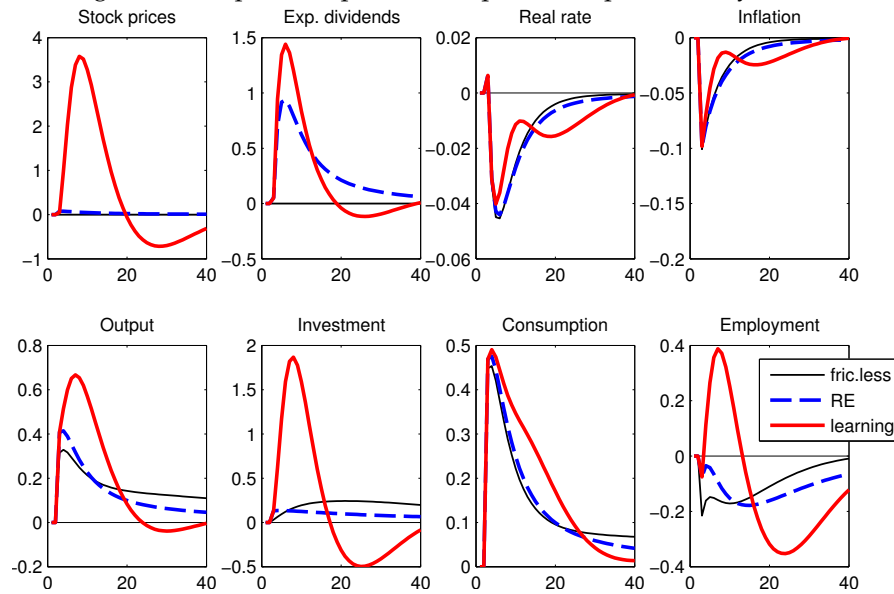 Stock prices
4
3
2
1
0
−1
0 20 40
Exp. dividends
1.5
1
0.5
0
−0.5
0 20 40
Real rate
0.02
0
−0.02
−0.04
−0.06
0 20 40
Inflation
0
−0.05
−0.1
−0.15
−0.2
0 20 40
Output
0.8
0.6
0.4
0.2
0
−0.2
0 20 40
Investment
2
1.5
1
0.5
0
−0.5
0 20 40
Consumption
0.5
0.4
0.3
0.2
0.1
0
0 20 40
Employment
0.4
0.2
0
−0.2
−0.4
0 20 40
fric.less
RE
learning